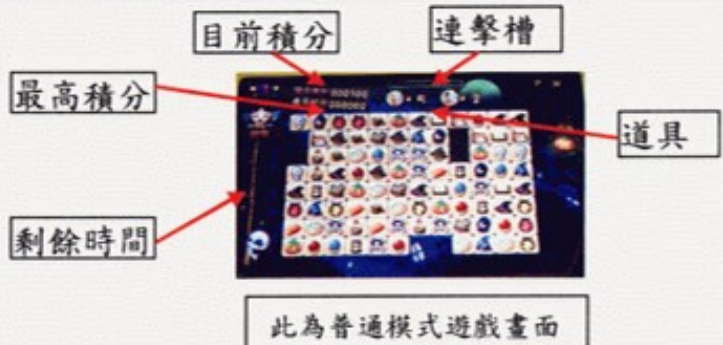 目前積分
連擊槽
最高積分
道具
剩餘時間
此為普通模式遊戲畫面